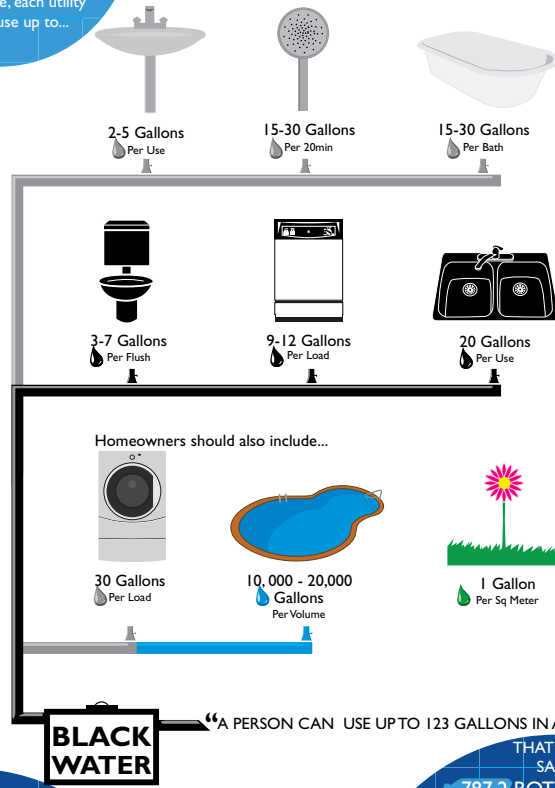 e, each utility
use up to...
2-5 Gallons
Per Use
15-30 Gallons
Per 20min
15-30 Gallons
Per Bath
3-7 Gallons
Per Flush
9-12 Gallons
Per Load
20 Gallons
Per Use
Homeowners should also include...
30 Gallons
Per Load
10, 000 - 20,000
Gallons
Per Volume
1 Gallon
Per Sq Meter
BLACK
WATER
“A PERSON CAN USE UP TO 123 GALLONS IN A
THAT
SA
787.2 BOT